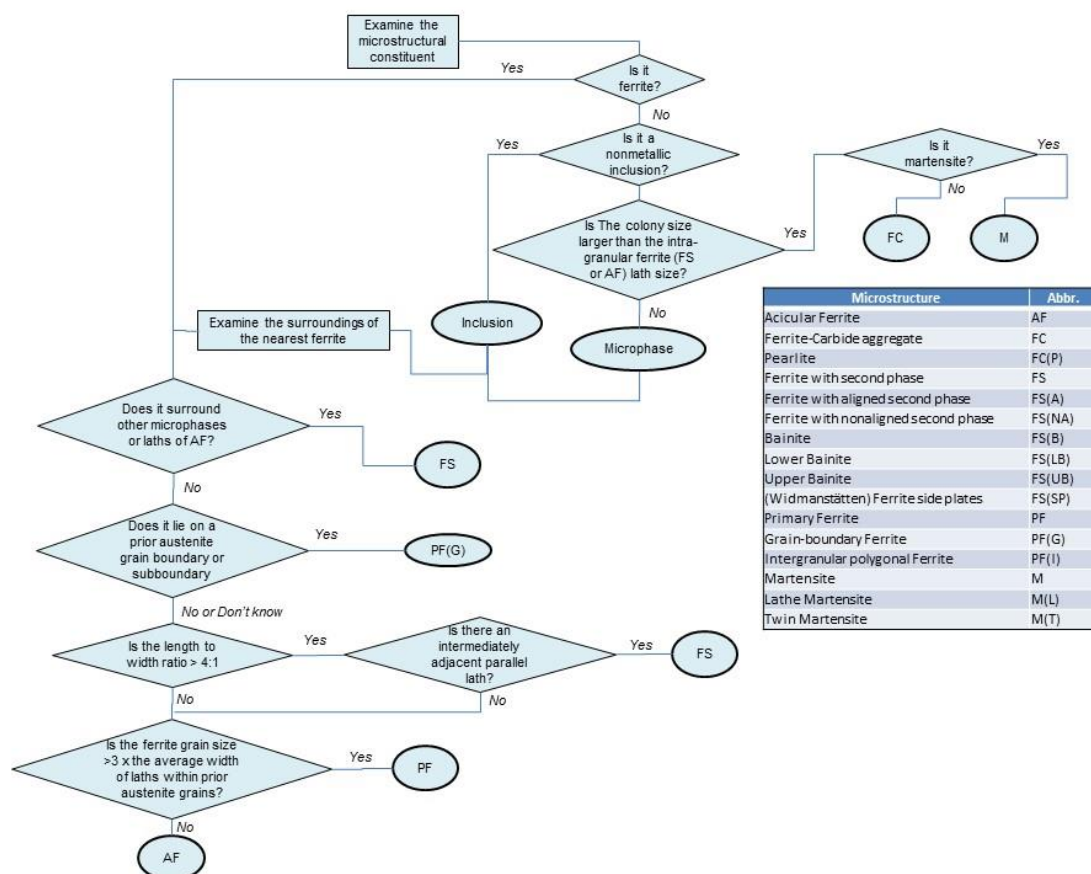 Examine the
microstructural
constituent
Yes
Is it
ferrite?
No
Yes
Is it a
nonmetallic
inclusion?
No
Is it
martensite?
Yes
No
FC
M
Is The colony size
larger than the intra-
granular ferrite (FS
or AF) lath size?
Yes
No
Inclusion
Microphase
Examine the surroundings of
the nearest ferrite
Does it surround
other microphases
or laths of AF?
Yes
FS
No
Does it lie on a
prior austenite
grain boundary or
subboundary
Yes
PF(G)
No or Don't know
Is the length to
width ratio > 4:1
Yes
Is there an
intermediately
adjacent parallel
lath?
Yes
FS
No
No
Is the ferrite grain size
>3 x the average width
of laths within prior
austenite grains?
Yes
PF
No
AF
Microstructure Abbr.
Acicular Ferrite AF
Ferrite-Carbide aggregate FC
Pearlite FC(P)
Ferrite with second phase FS
Ferrite with aligned second phase FS(A)
Ferrite with nonaligned second phase FS(NA)
Bainite FS(B)
Lower Bainite FS(LB)
Upper Bainite FS(UB)
(Widmanstätten) Ferrite side plates FS(SP)
Primary Ferrite PF
Grain-boundary Ferrite PF(G)
Intergranular polygonal Ferrite PF(I)
Martensite M
Lathe Martensite M(L)
Twin Martensite M(T)